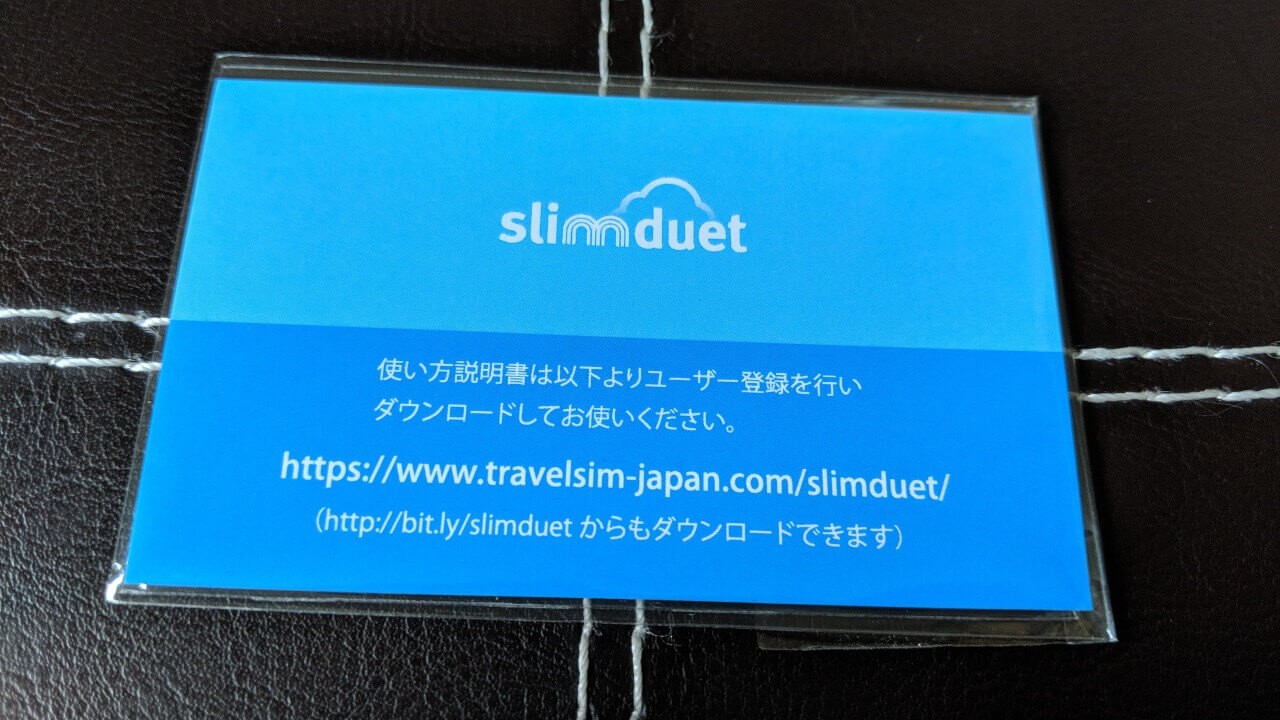 slimduet
使い方説明書は以下よりユーザー登録を行い
ダウンロードしてお使いください。
https://www.travelsim-japan.com/slimduet/
（http://bit.ly/slimduet からもダウンロードできます）